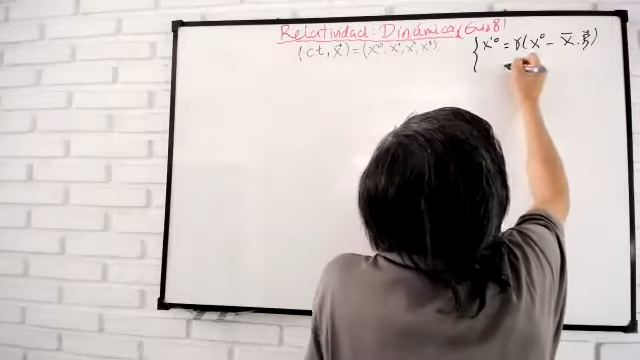 Relatividad: Dinámica (Guía 8)
(ct, x⃗) = (x⁰, x¹, x², x³)
{ x'⁰ = γ(x⁰ - x̄ · β⃗)